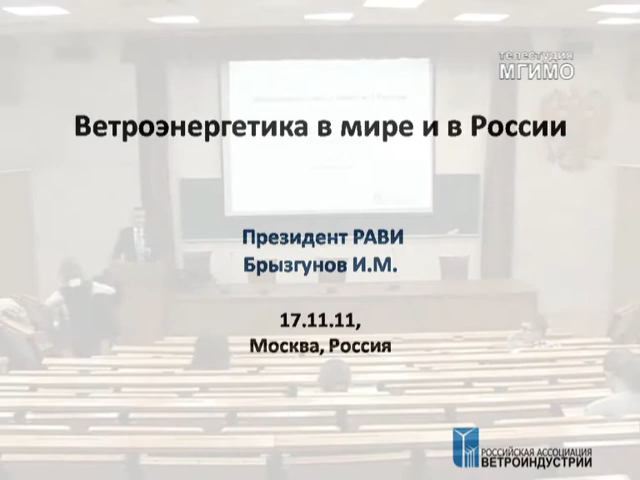 телестудия
МГИМО
Ветроэнергетика в мире и в России
Президент РАВИ
Брызгунов И.М.
17.11.11,
Москва, Россия
РОССИЙСКАЯ АССОЦИАЦИЯ
ВЕТРОИНДУСТРИИ